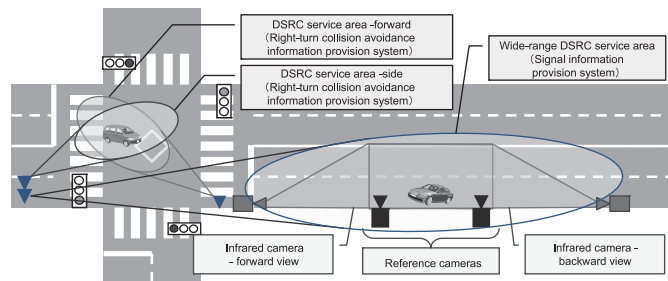 DSRC service area -forward
(Right-turn collision avoidance
information provision system)
DSRC service area -side
(Right-turn collision avoidance
information provision system)
Wide-range DSRC service area
(Signal information
provision system)
Infrared camera
- forward view
Reference cameras
Infrared camera -
backward view